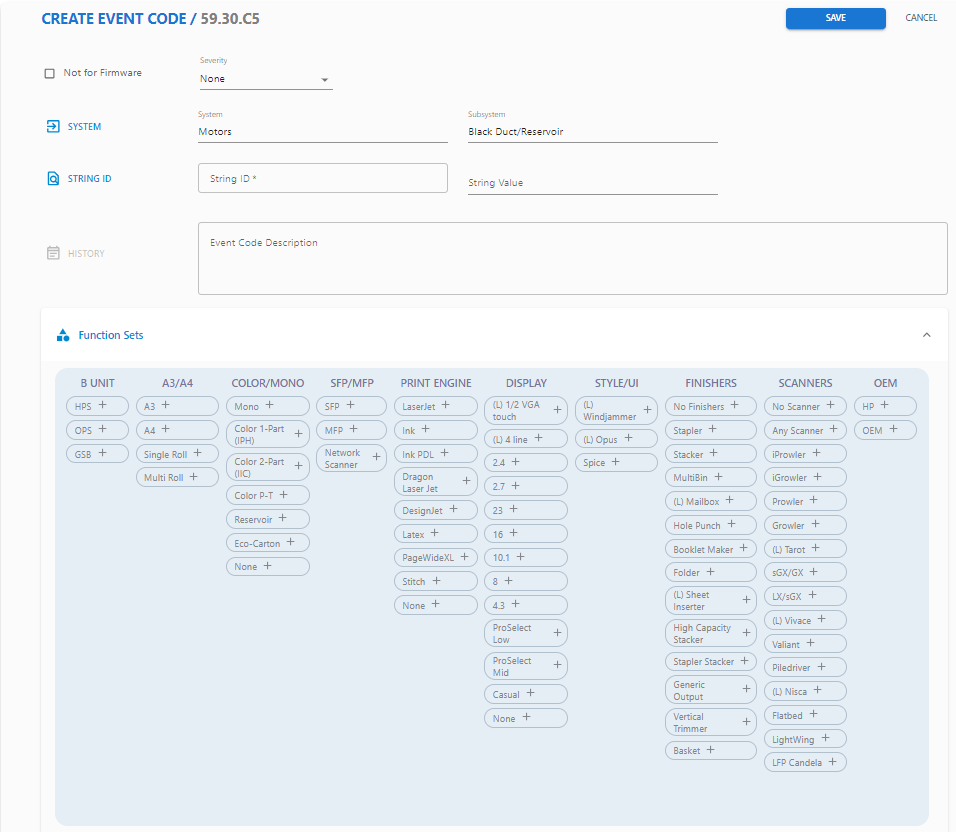 CREATE EVENT CODE / 59.30.C5
SAVE
CANCEL
Not for Firmware
Severity
None
SYSTEM
System
Motors
Subsystem
Black Duct/Reservoir
STRING ID
String ID *
String Value
HISTORY
Event Code Description
Function Sets
B UNIT
HPS +
OPS +
GSB +
A3/A4
A3 +
A4 +
Single Roll +
Multi Roll +
COLOR/MONO
Mono +
Color 1-Part
(IPH) +
Color 2-Part
(IIC) +
Color P-T +
Reservoir +
Eco-Carton +
None +
SFP/MFP
SFP +
MFP +
Network
Scanner +
PRINT ENGINE
LaserJet +
Ink +
Ink PDL +
Dragon
Laser Jet +
DesignJet +
Latex +
PageWideXL +
Stitch +
None +
DISPLAY
(L) 1/2 VGA
touch +
(L) 4 line +
2.4 +
2.7 +
23 +
16 +
10.1 +
8 +
4.3 +
ProSelect
Low +
ProSelect
Mid +
Casual +
None +
STYLE/UI
(L)
Windjammer +
(L) Opus +
Spice +
FINISHERS
No Finishers +
Stapler +
Stacker +
MultiBin +
(L) Mailbox +
Hole Punch +
Booklet Maker +
Folder +
(L) Sheet
Inserter +
High Capacity
Stacker +
Stapler Stacker +
Generic
Output +
Vertical
Trimmer +
Basket +
SCANNERS
No Scanner +
Any Scanner +
iProwler +
iGrowler +
Prowler +
Growler +
(L) Tarot +
sGX/GX +
LX/sGX +
(L) Vivace +
Valiant +
Piledriver +
(L) Nisca +
Flatbed +
LightWing +
LFP Candela +
OEM
HP +
OEM +